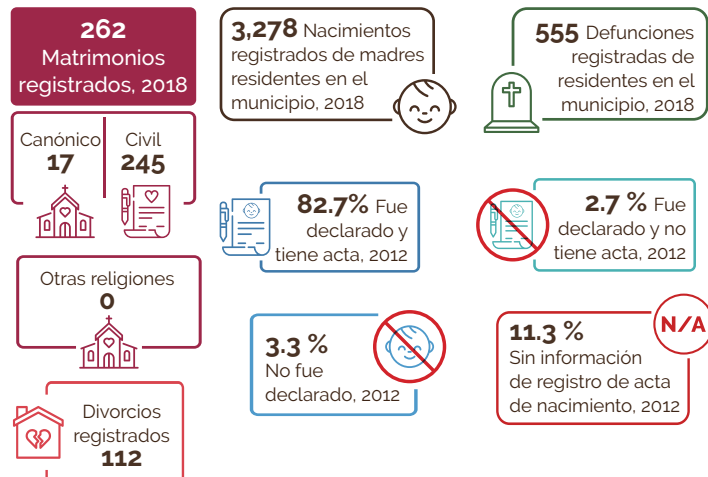 262
Matrimonios
registrados, 2018
Canónico
17
Civil
245
Otras religiones
0
Divorcios
registrados
112
3,278 Nacimientos
registrados de madres
residentes en el
municipio, 2018
555 Defunciones
registradas de
residentes en el
municipio, 2018
82.7% Fue
declarado y
tiene acta, 2012
2.7 % Fue
declarado y no
tiene acta, 2012
3.3 %
No fue
declarado, 2012
N/A
11.3 %
Sin información
de registro de acta
de nacimiento, 2012